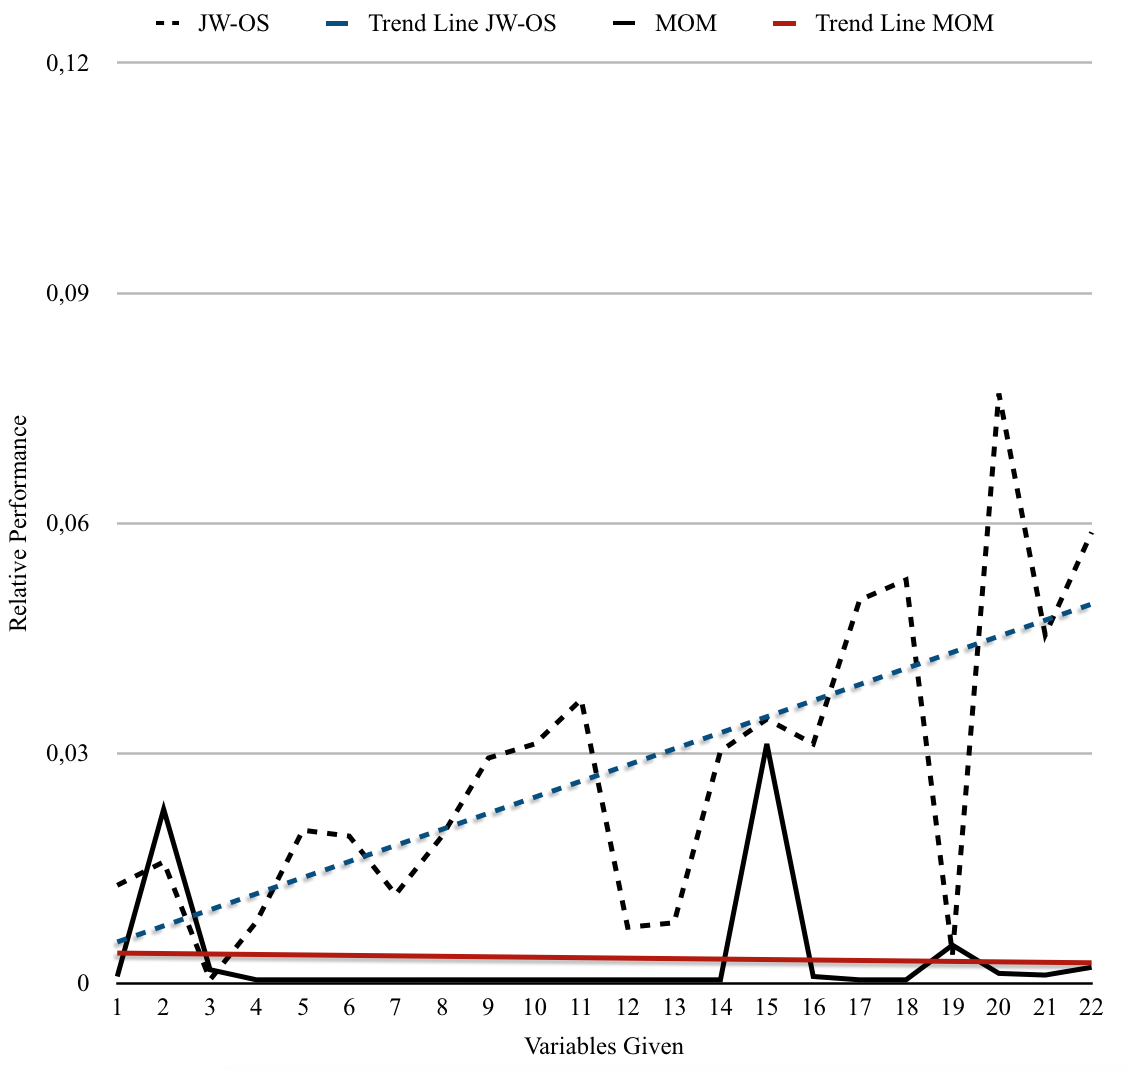 JW-OS Trend Line JW-OS MOM Trend Line MOM
0,12
0,09
0,06
0,03
0
Relative Performance
1 2 3 4 5 6 7 8 9 10 11 12 13 14 15 16 17 18 19 20 21 22
Variables Given